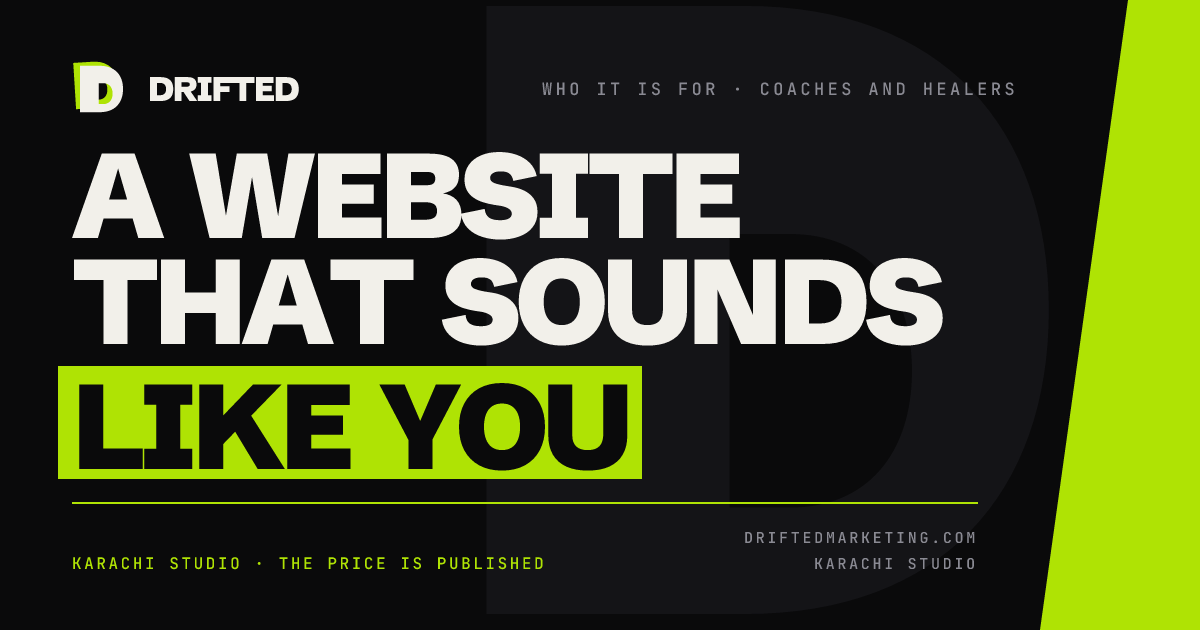 DRIFTED
WHO IT IS FOR · COACHES AND HEALERS
A WEBSITE
THAT SOUNDS
LIKE YOU
DRIFTEDMARKETING.COM
KARACHI STUDIO · THE PRICE IS PUBLISHED
KARACHI STUDIO